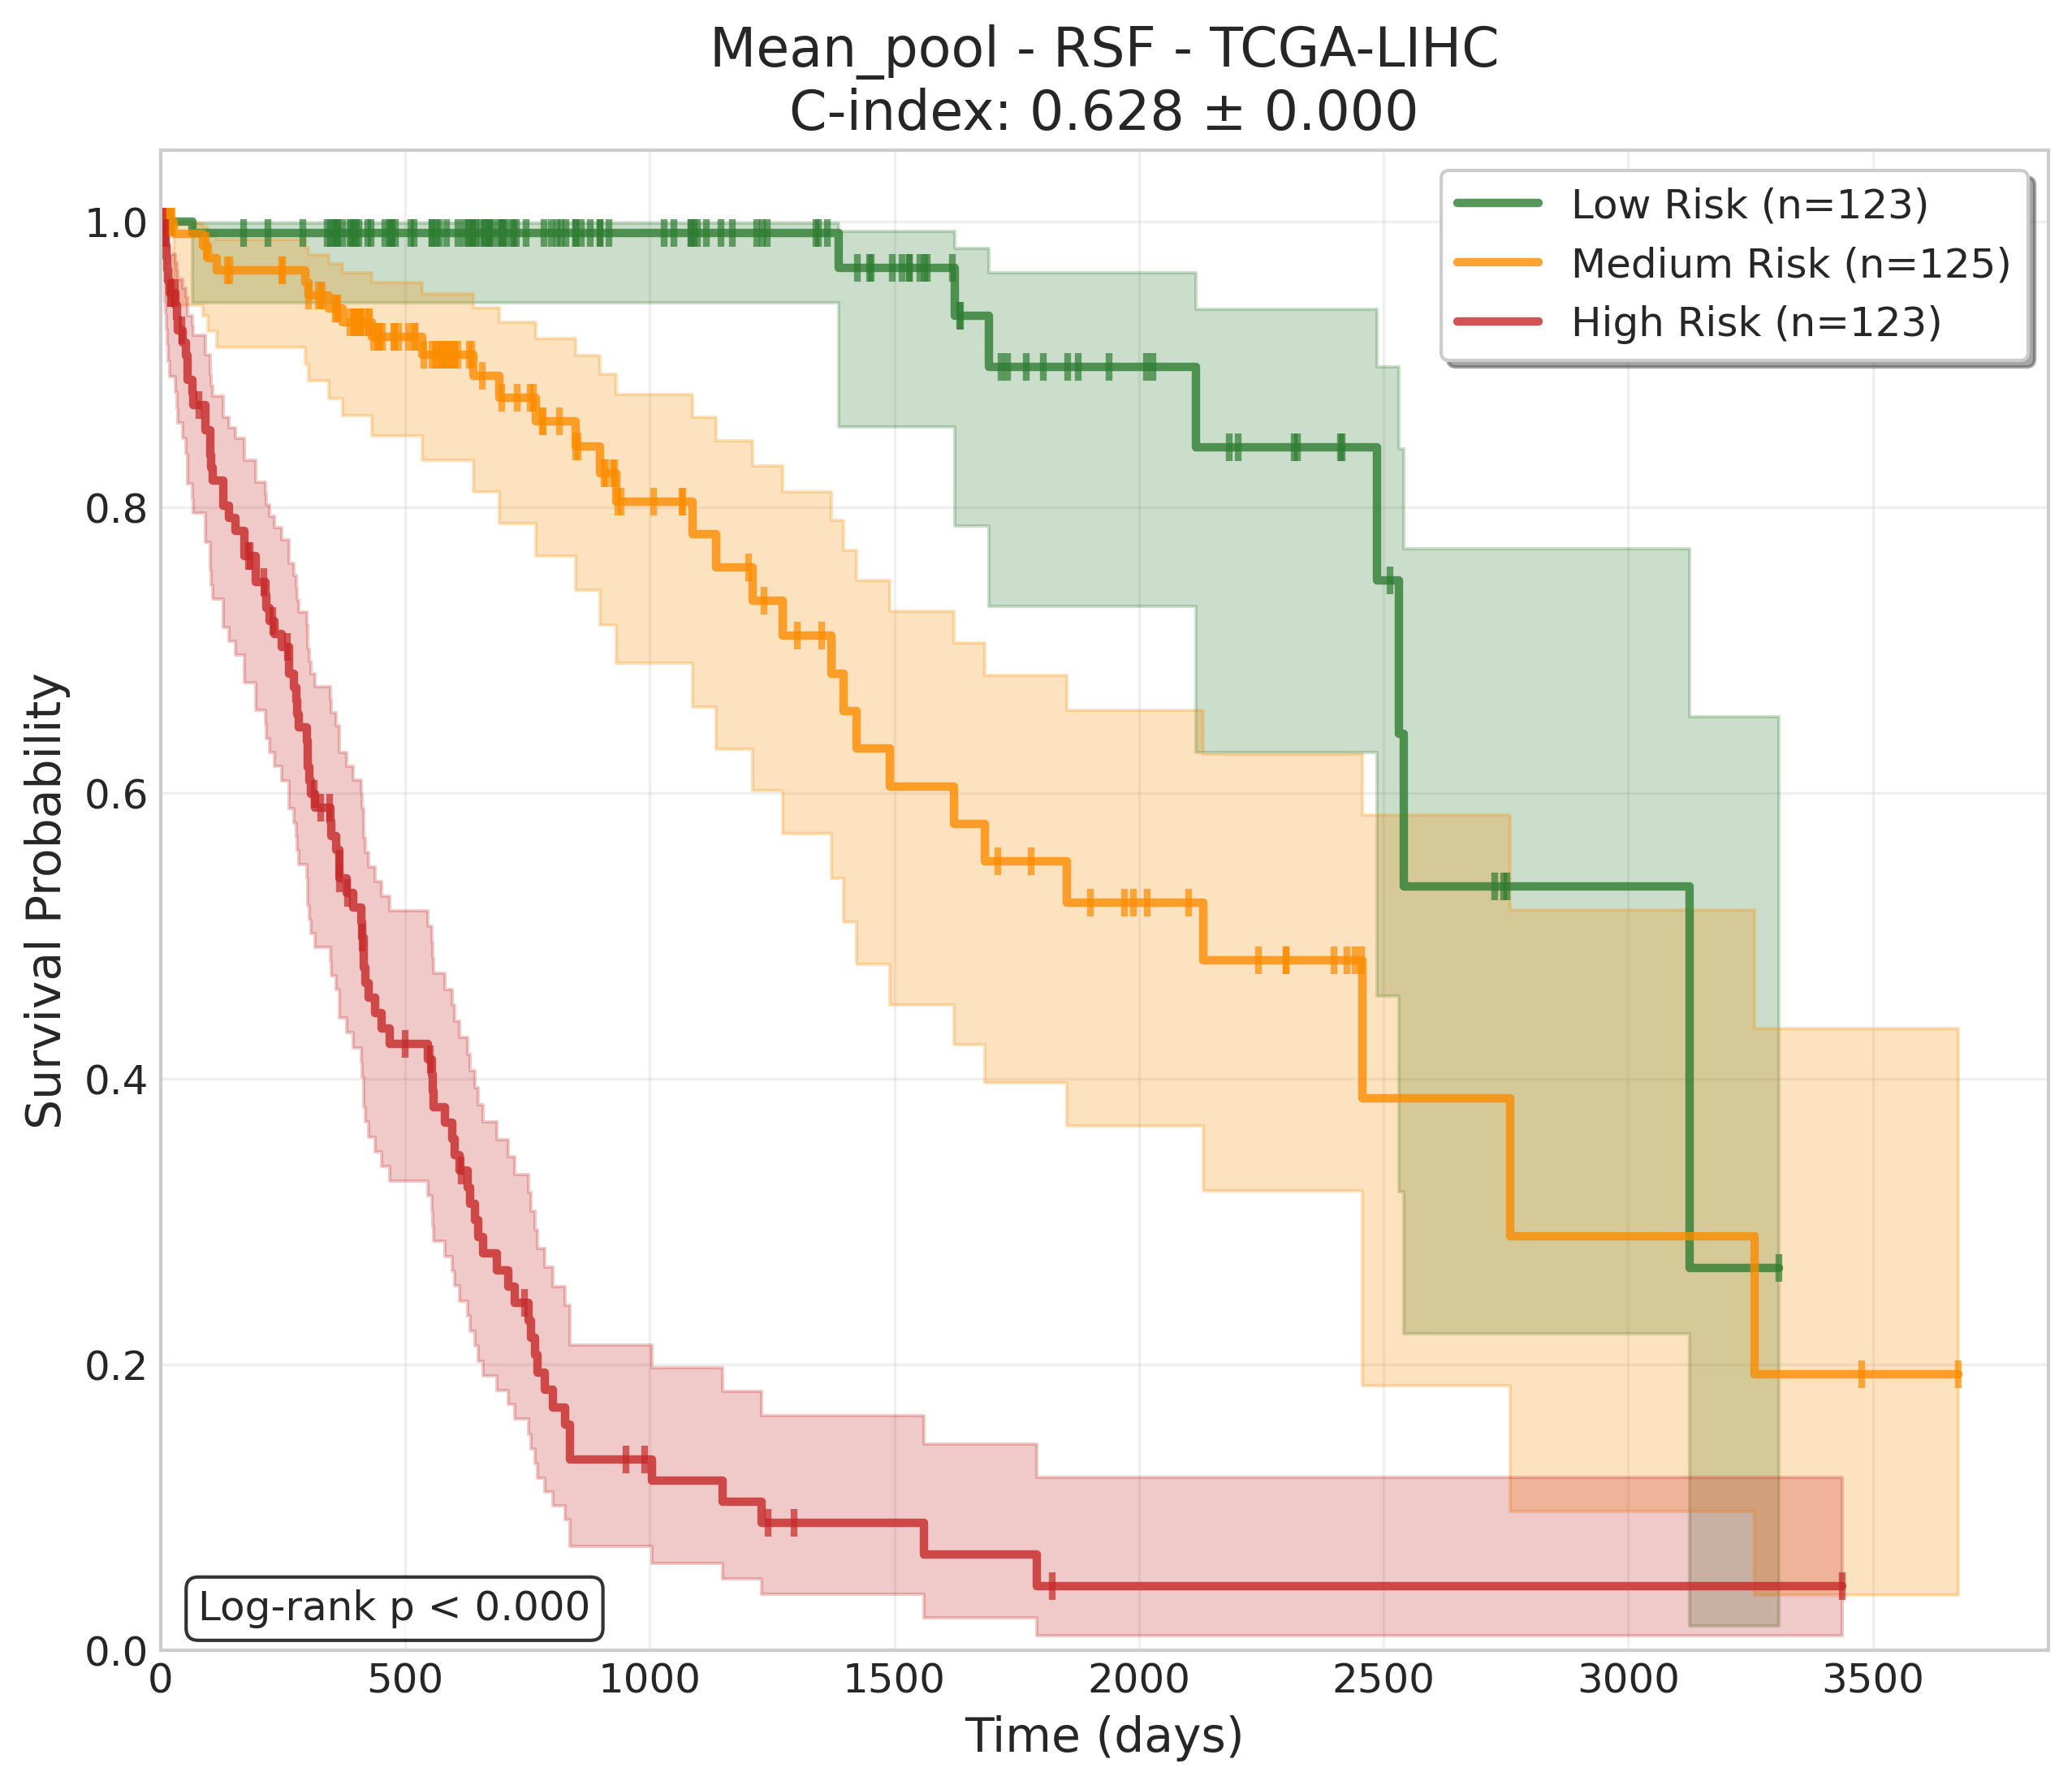 Mean_pool - RSF - TCGA-LIHC
C-index: 0.628 ± 0.000
Low Risk (n=123)
Medium Risk (n=125)
High Risk (n=123)
Survival Probability
1.0
0.8
0.6
0.4
0.2
0.0
Log-rank p < 0.000
0 500 1000 1500 2000 2500 3000 3500
Time (days)